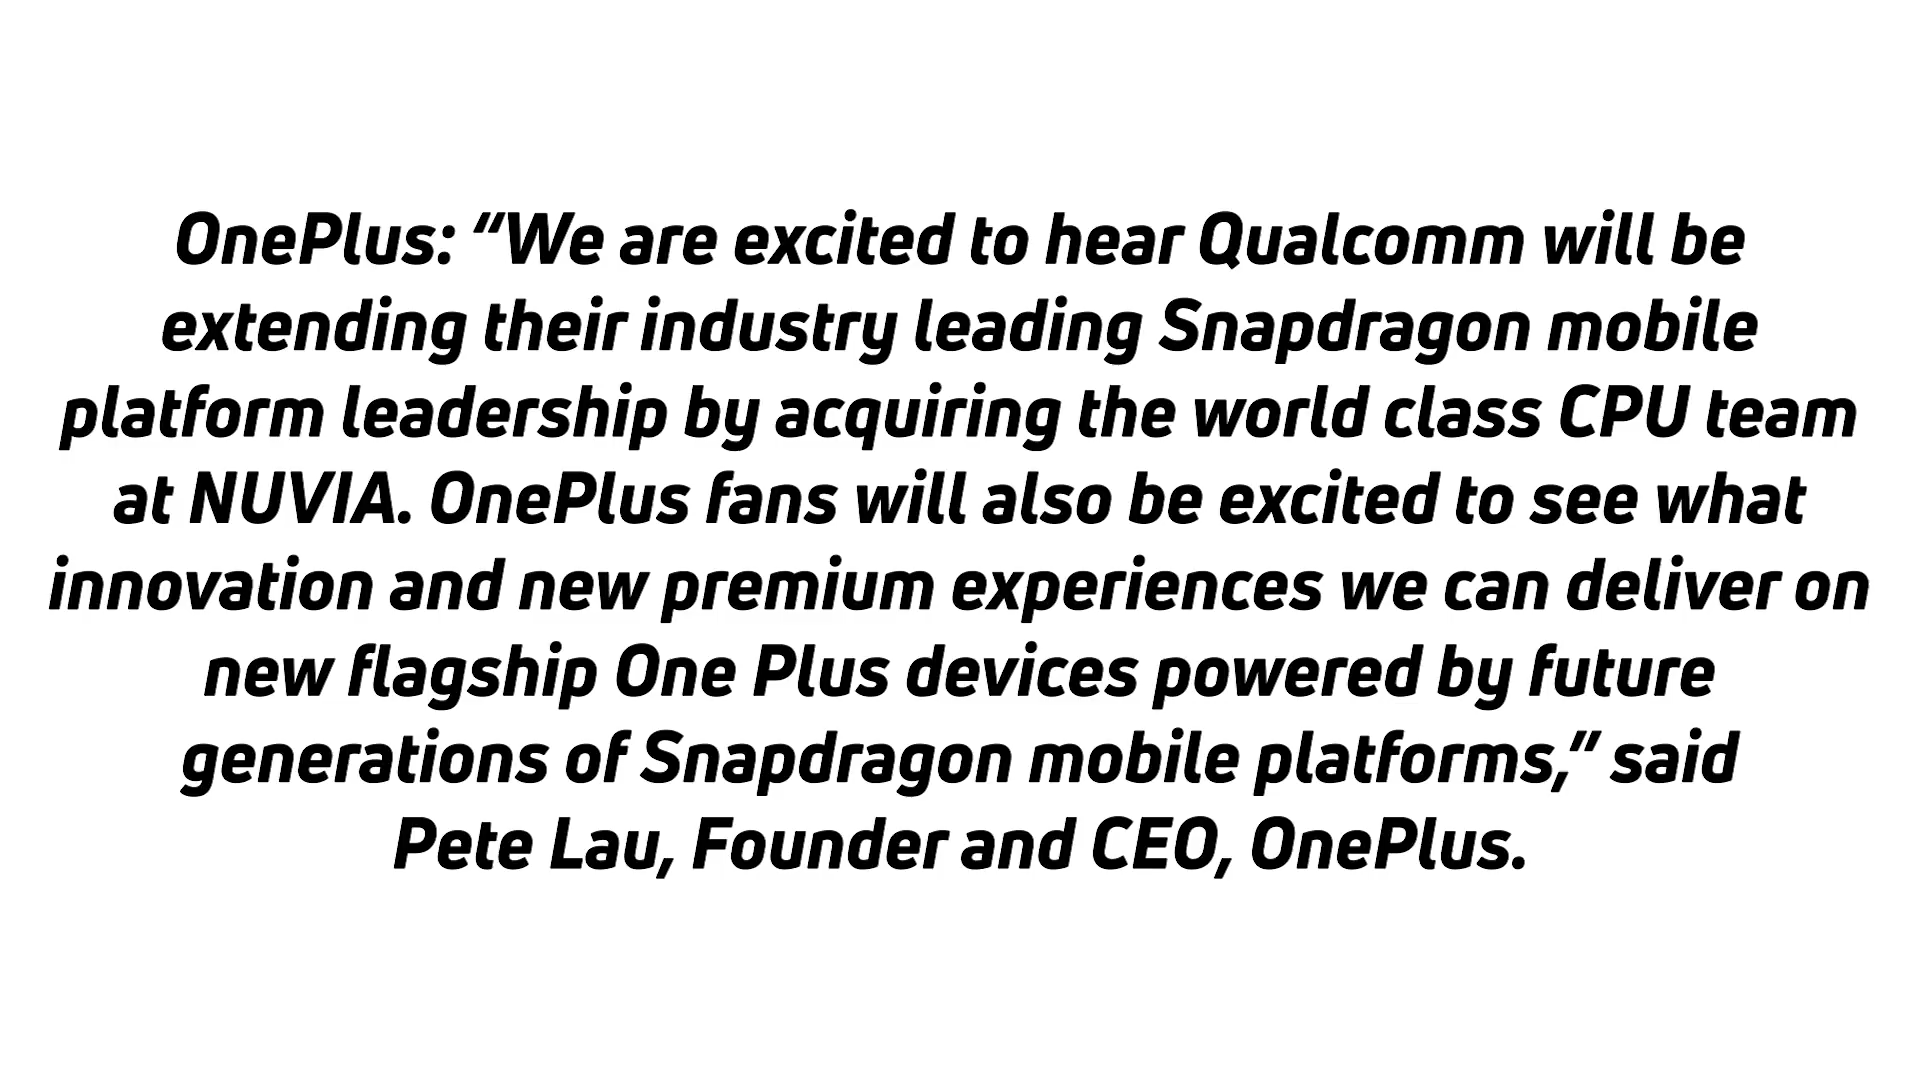 OnePlus: “We are excited to hear Qualcomm will be
extending their industry leading Snapdragon mobile
platform leadership by acquiring the world class CPU team
at NUVIA. OnePlus fans will also be excited to see what
innovation and new premium experiences we can deliver on
new flagship One Plus devices powered by future
generations of Snapdragon mobile platforms,” said
Pete Lau, Founder and CEO, OnePlus.